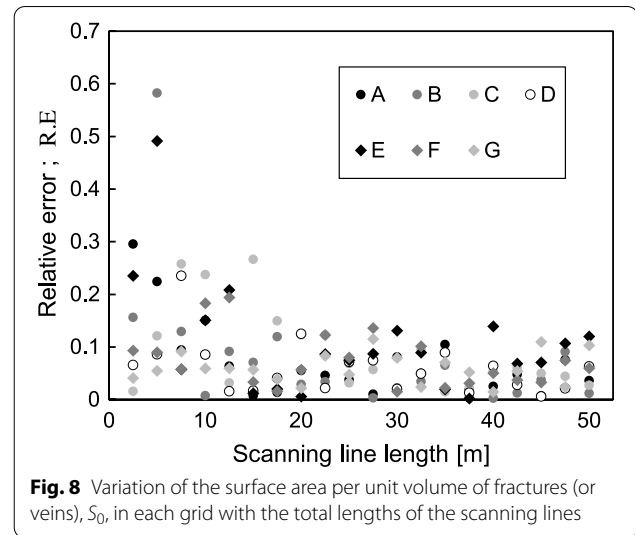 0.7
0.6
0.5
0.4
0.3
0.2
0.1
0
Relative error ; R.E
A B C D
E F G
0 10 20 30 40 50
Scanning line length [m]
Fig. 8 Variation of the surface area per unit volume of fractures (or
veins), S0, in each grid with the total lengths of the scanning lines